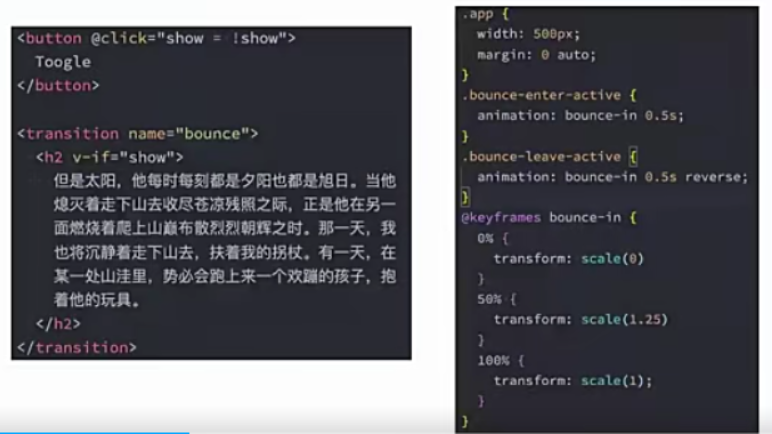 <button @click="show = !show">
Toogle
</button>
<transition name="bounce">
<h2 v-if="show">
但是太阳，他每时每刻都是夕阳也都是旭日。当他
熄灭着走下山去收尽苍凉残照之际，正是他在另一
面燃烧着爬上山巅布散烈烈朝辉之时。那一天，我
也将沉静着走下山去，扶着我的拐杖。有一天，在
某一处山洼里，势必会跑上来一个欢蹦的孩子，抱
着他的玩具。
</h2>
</transition>
.app {
width: 500px;
margin: 0 auto;
}
.bounce-enter-active {
animation: bounce-in 0.5s;
}
.bounce-leave-active {
animation: bounce-in 0.5s reverse;
}
@keyframes bounce-in {
0% {
transform: scale(0)
}
50% {
transform: scale(1.25)
}
100% {
transform: scale(1);
}
}